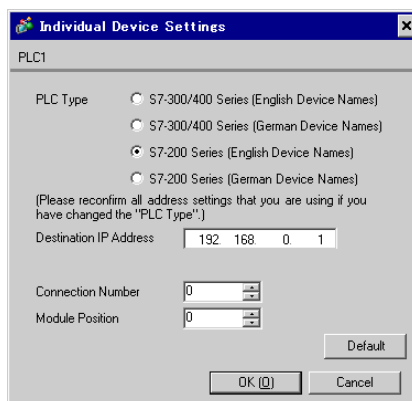 Individual Device Settings
PLC1
PLC Type
S7-300/400 Series (English Device Names)
S7-300/400 Series (German Device Names)
S7-200 Series (English Device Names)
S7-200 Series (German Device Names)
(Please reconfirm all address settings that you are using if you
have changed the "PLC Type".)
Destination IP Address 192. 168. 0. 1
Connection Number 0
Module Position 0
Default
OK (O) Cancel